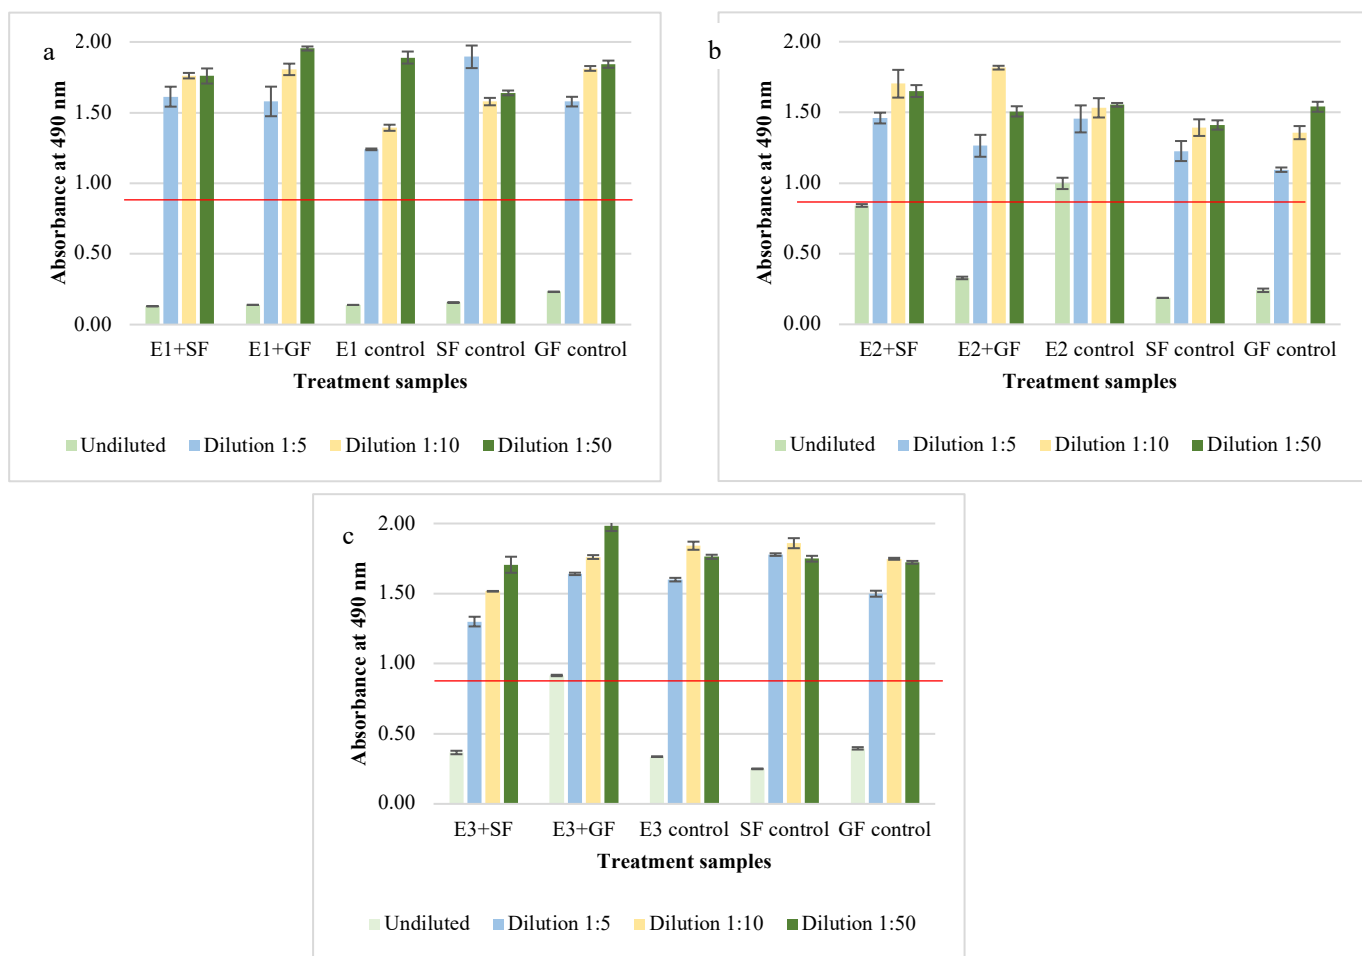 a
2.00
1.50
1.00
0.50
0.00
Absorbance at 490 nm
E1+SF E1+GF E1 control SF control GF control
Treatment samples
Undiluted Dilution 1:5 Dilution 1:10 Dilution 1:50
b
2.00
1.50
1.00
0.50
0.00
Absorbance at 490 nm
E2+SF E2+GF E2 control SF control GF control
Treatment samples
Undiluted Dilution 1:5 Dilution 1:10 Dilution 1:50
c
2.00
1.50
1.00
0.50
0.00
Absorbance at 490 nm
E3+SF E3+GF E3 control SF control GF control
Treatment samples
Undiluted Dilution 1:5 Dilution 1:10 Dilution 1:50